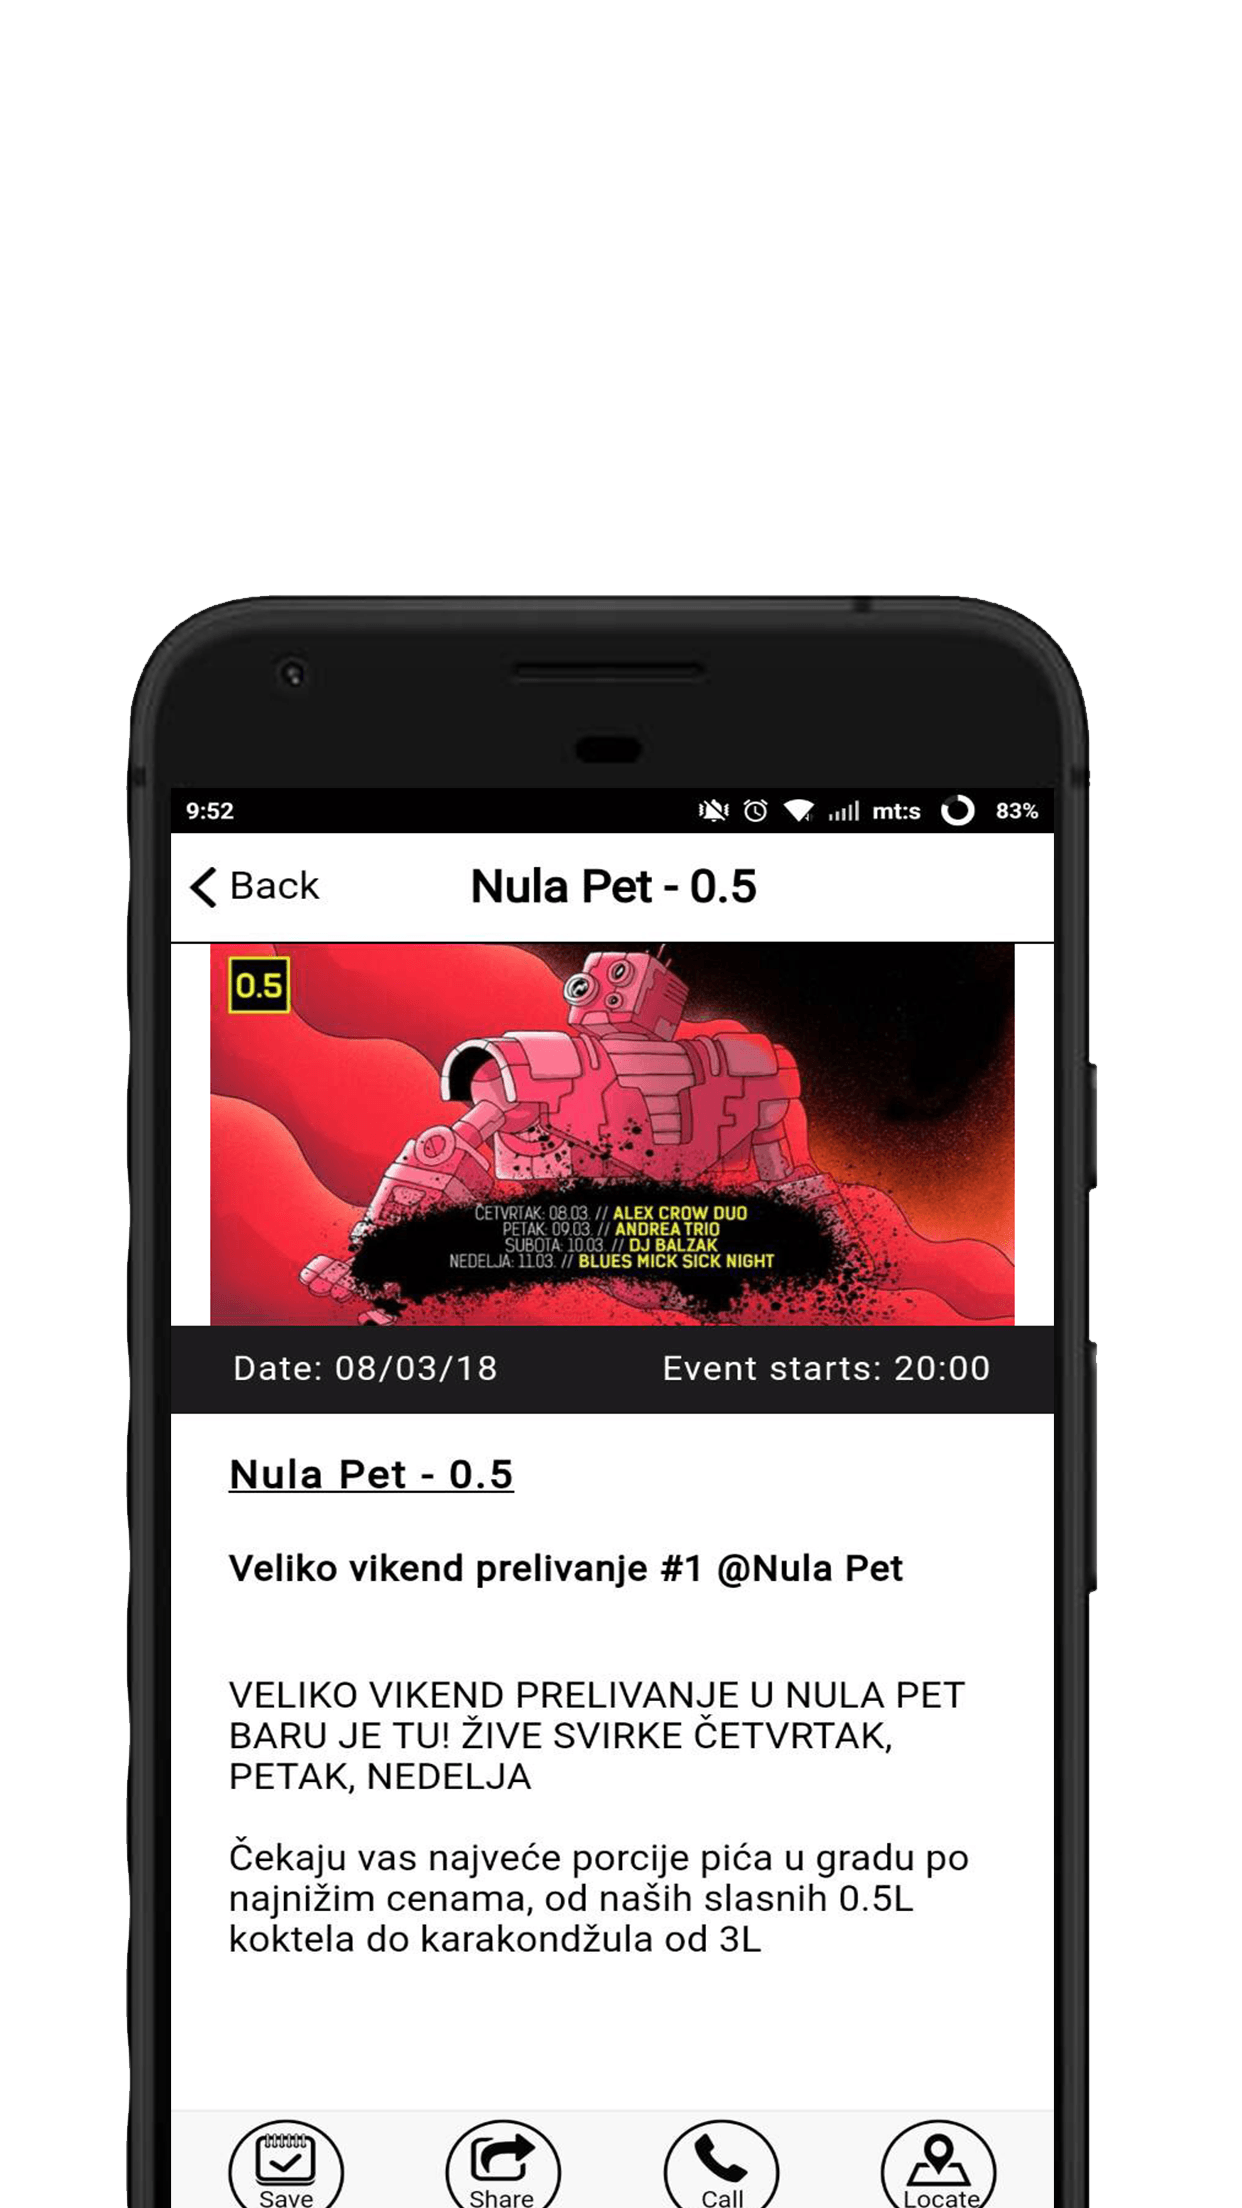 9:52 mt:s 83%
Back Nula Pet - 0.5
0.5
ČETVRTAK: 08.03. // ALEX CROW DUO
PETAK: 09.03. // ANDREA TRIO
SUBOTA: 10.03. // DJ BALZAK
NEDELJA: 11.03. // BLUES MICK SICK NIGHT
Date: 08/03/18 Event starts: 20:00
Nula Pet - 0.5
Veliko vikend prelivanje #1 @Nula Pet
VELIKO VIKEND PRELIVANJE U NULA PET
BARU JE TU! ŽIVE SVIRKE ČETVRTAK,
PETAK, NEDELJA
Čekaju vas najveće porcije pića u gradu po
najnižim cenama, od naših slasnih 0.5L
koktela do karakondžula od 3L
Save Share Call Locate